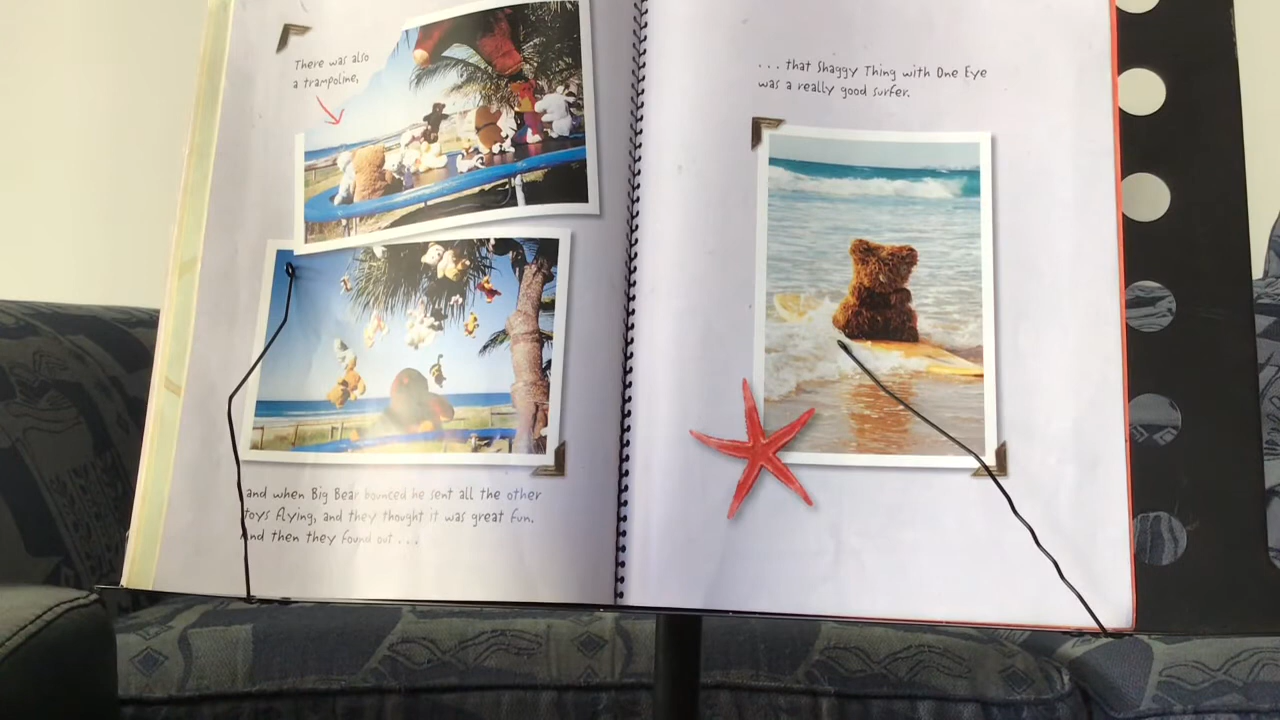 There was also
a trampoline,
and when Big Bear bounced he sent all the other
toys flying, and they thought it was great fun.
And then they found out . . .
. . . that Shaggy Thing with One Eye
was a really good surfer.